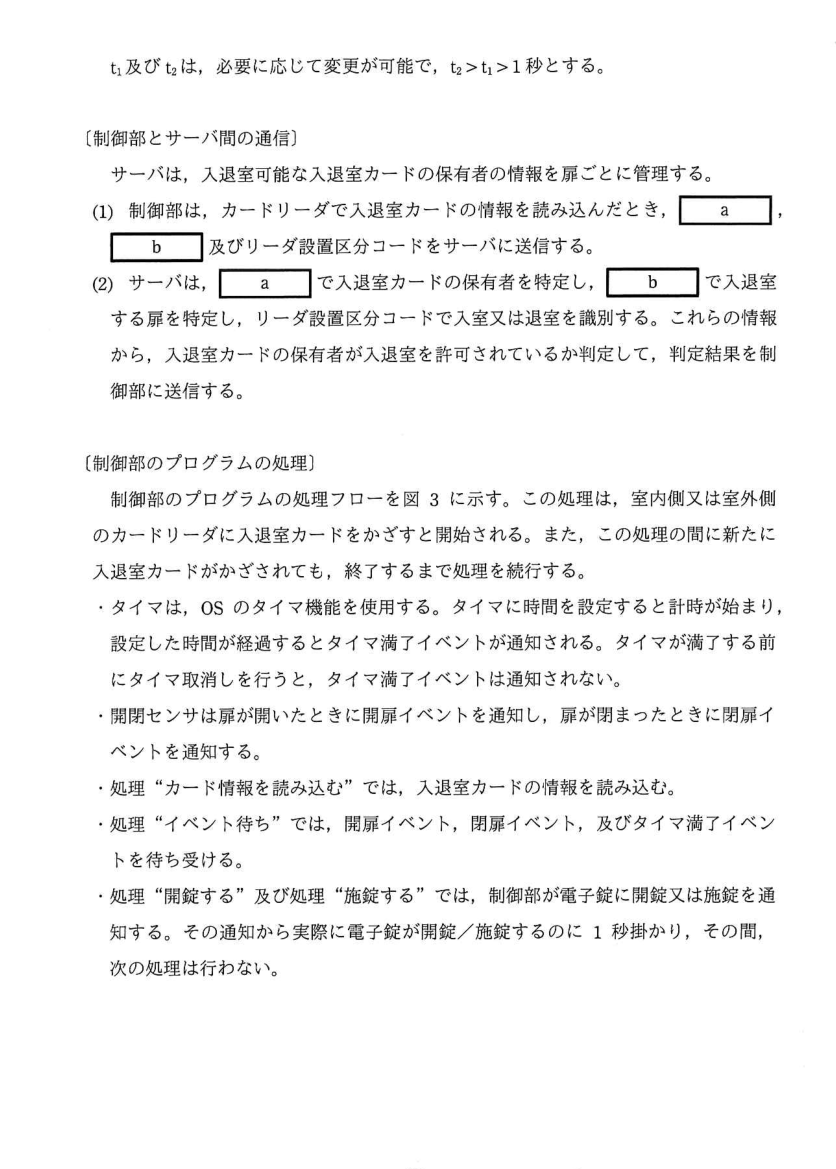 t₁及びt₂は，必要に応じて変更が可能で，t₂>t₁>1秒とする。
〔制御部とサーバ間の通信〕
サーバは，入退室可能な入退室カードの保有者の情報を扉ごとに管理する。
(1) 制御部は，カードリーダで入退室カードの情報を読み込んだとき， a ，
b 及びリーダ設置区分コードをサーバに送信する。
(2) サーバは， a で入退室カードの保有者を特定し， b で入退室
する扉を特定し，リーダ設置区分コードで入室又は退室を識別する。これらの情報
から，入退室カードの保有者が入退室を許可されているか判定して，判定結果を制
御部に送信する。
〔制御部のプログラムの処理〕
制御部のプログラムの処理フローを図 3 に示す。この処理は，室内側又は室外側
のカードリーダに入退室カードをかざすと開始される。また，この処理の間に新たに
入退室カードがかざされても，終了するまで処理を続行する。
・タイマは，OS のタイマ機能を使用する。タイマに時間を設定すると計時が始まり，
設定した時間が経過するとタイマ満了イベントが通知される。タイマが満了する前
にタイマ取消しを行うと，タイマ満了イベントは通知されない。
・開閉センサは扉が開いたときに開扉イベントを通知し，扉が閉まったときに閉扉イ
ベントを通知する。
・処理“カード情報を読み込む”では，入退室カードの情報を読み込む。
・処理“イベント待ち”では，開扉イベント，閉扉イベント，及びタイマ満了イベン
トを待ち受ける。
・処理“開錠する”及び処理“施錠する”では，制御部が電子錠に開錠又は施錠を通
知する。その通知から実際に電子錠が開錠／施錠するのに 1 秒掛かり，その間，
次の処理は行わない。